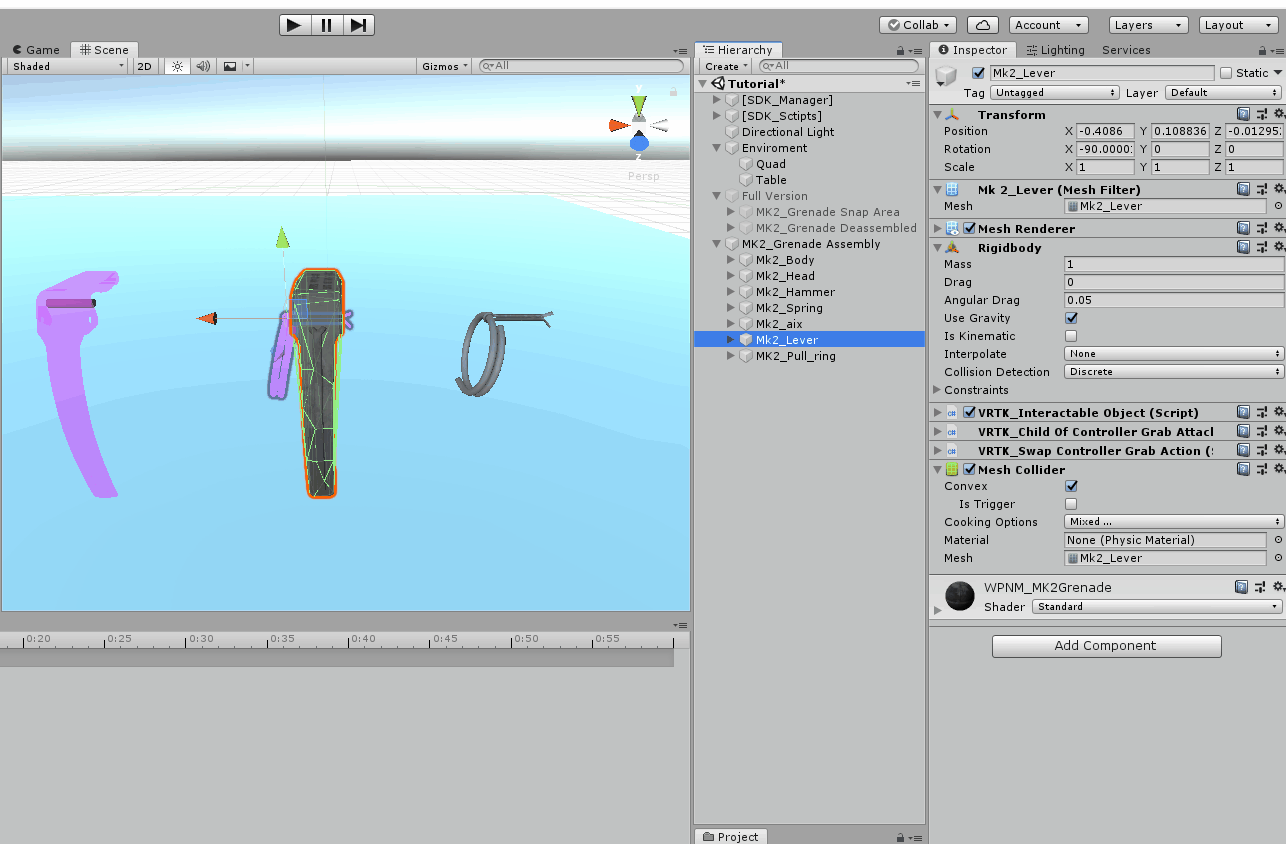 Collab
Account
Layers
Layout
Game
Scene
Shaded
2D
Gizmos
All
y
z
Persp
0:20
0:25
0:30
0:35
0:40
0:45
0:50
0:55
Hierarchy
Create
All
Tutorial*
[SDK_Manager]
[SDK_Sctipts]
Directional Light
Enviroment
Quad
Table
Full Version
MK2_Grenade Snap Area
MK2_Grenade Deassembled
MK2_Grenade Assembly
Mk2_Body
Mk2_Head
Mk2_Hammer
Mk2_Spring
Mk2_aix
Mk2_Lever
MK2_Pull_ring
Project
Inspector
Lighting
Services
Mk2_Lever
Static
Tag Untagged Layer Default
Transform
Position X -0.4086 Y 0.108836 Z -0.01295
Rotation X -90.0000 Y 0 Z 0
Scale X 1 Y 1 Z 1
Mk 2_Lever (Mesh Filter)
Mesh Mk2_Lever
Mesh Renderer
Rigidbody
Mass 1
Drag 0
Angular Drag 0.05
Use Gravity
Is Kinematic
Interpolate None
Collision Detection Discrete
Constraints
VRTK_Interactable Object (Script)
VRTK_Child Of Controller Grab Attacl
VRTK_Swap Controller Grab Action (
Mesh Collider
Convex
Is Trigger
Cooking Options Mixed ...
Material None (Physic Material)
Mesh Mk2_Lever
WPNM_MK2Grenade
Shader Standard
Add Component